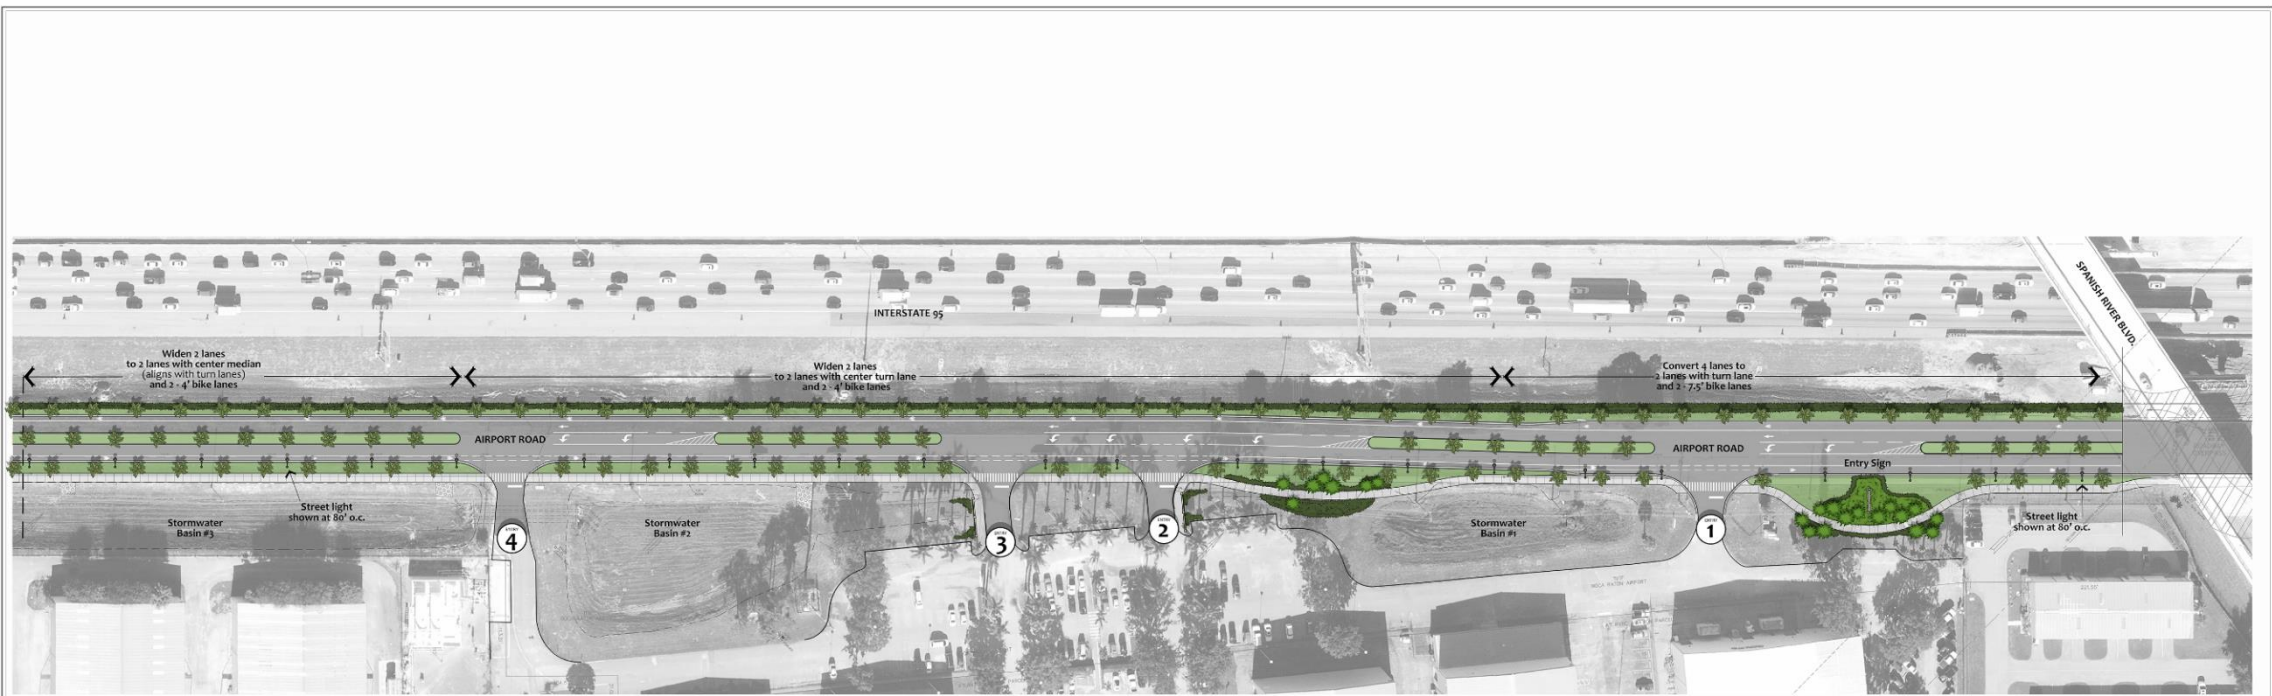 SPANISH RIVER BLVD.
INTERSTATE 95
Widen 2 lanes
to 2 lanes with center median
(aligns with turn lanes)
and 2 - 4' bike lanes
Widen 2 lanes
to 2 lanes with center turn lane
and 2 - 4' bike lanes
Convert 4 lanes to
2 lanes with turn lane
and 2 - 7.5' bike lanes
AIRPORT ROAD
AIRPORT ROAD
Entry Sign
Street light
shown at 80' o.c.
Stormwater
Basin #3
4
Stormwater
Basin #2
3
2
Stormwater
Basin #1
1
Street light
shown at 80' o.c.
BOCA RATON AIRPORT